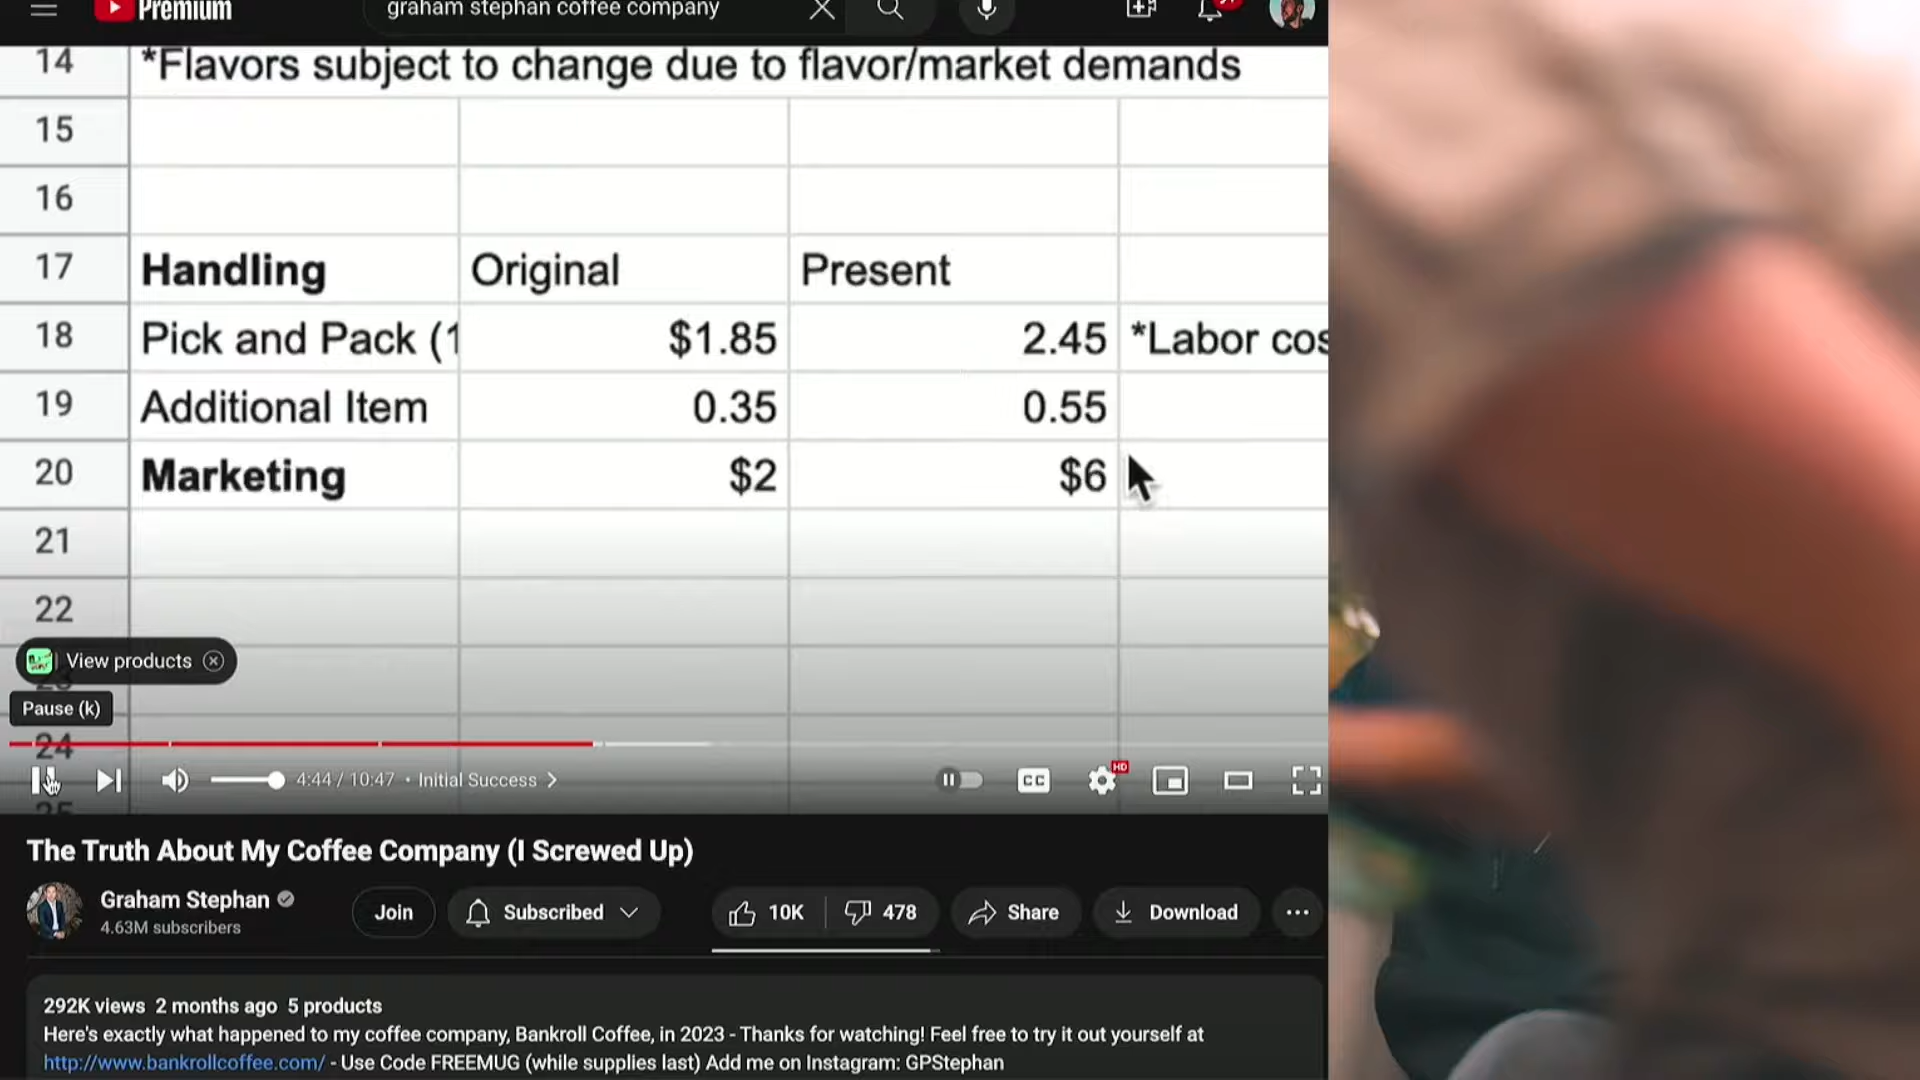 Premium
graham stephan coffee company
14 *Flavors subject to change due to flavor/market demands
15
16
17 Handling Original Present
18 Pick and Pack (1 $1.85 2.45 *Labor cos
19 Additional Item 0.35 0.55
20 Marketing $2 $6
21
22
View products
Pause (k)
24
4:44 / 10:47 • Initial Success
CC HD
The Truth About My Coffee Company (I Screwed Up)
Graham Stephan
4.63M subscribers
Join Subscribed 10K 478 Share Download
292K views 2 months ago 5 products
Here's exactly what happened to my coffee company, Bankroll Coffee, in 2023 - Thanks for watching! Feel free to try it out yourself at
http://www.bankrollcoffee.com/ - Use Code FREEMUG (while supplies last) Add me on Instagram: GPStephan